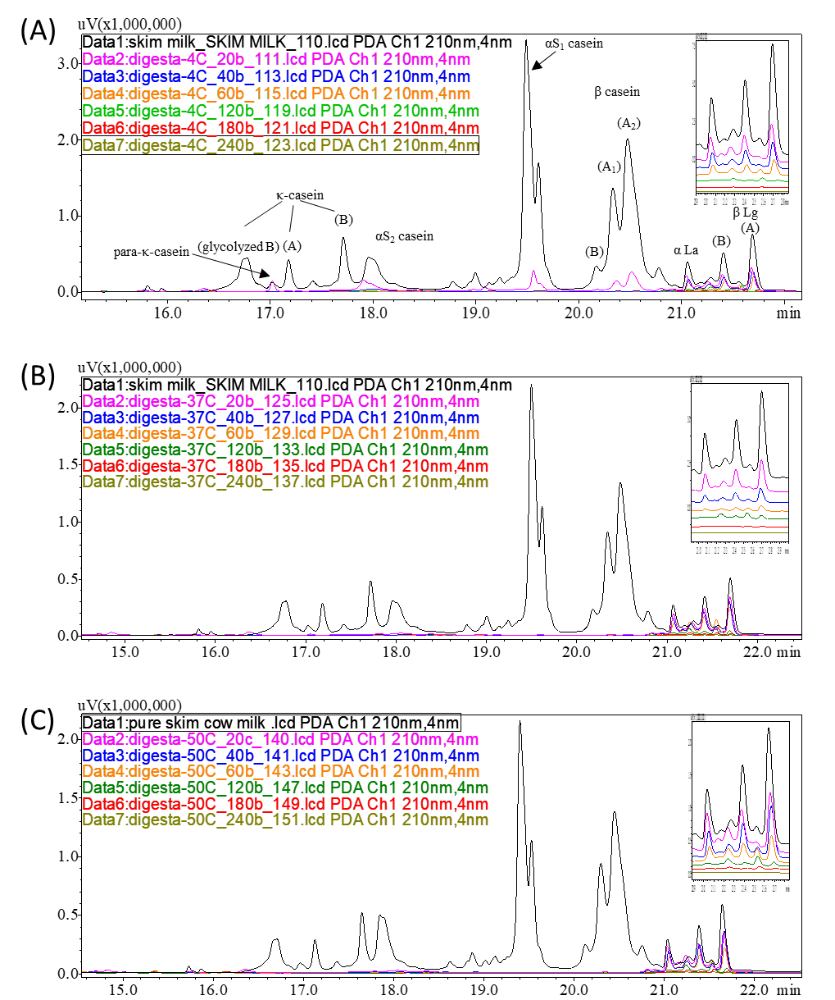 (A)
uV(x1,000,000)
Data1:skim milk_SKIM MILK_110.lcd PDA Ch1 210nm,4nm
Data2:digesta-4C_20b_111.lcd PDA Ch1 210nm,4nm
Data3:digesta-4C_40b_113.lcd PDA Ch1 210nm,4nm
Data4:digesta-4C_60b_115.lcd PDA Ch1 210nm,4nm
Data5:digesta-4C_120b_119.lcd PDA Ch1 210nm,4nm
Data6:digesta-4C_180b_121.lcd PDA Ch1 210nm,4nm
Data7:digesta-4C_240b_123.lcd PDA Ch1 210nm,4nm
αS1 casein
β casein
(A2)
(A1)
(B)
κ-casein
(B)
(glycolyzed B) (A)
para-κ-casein
αS2 casein
α La
β Lg
(B)
(A)
3.0
2.0
1.0
0.0
16.0 17.0 18.0 19.0 20.0 21.0 min
(B)
uV(x1,000,000)
Data1:skim milk_SKIM MILK_110.lcd PDA Ch1 210nm,4nm
Data2:digesta-37C_20b_125.lcd PDA Ch1 210nm,4nm
Data3:digesta-37C_40b_127.lcd PDA Ch1 210nm,4nm
Data4:digesta-37C_60b_129.lcd PDA Ch1 210nm,4nm
Data5:digesta-37C_120b_133.lcd PDA Ch1 210nm,4nm
Data6:digesta-37C_180b_135.lcd PDA Ch1 210nm,4nm
Data7:digesta-37C_240b_137.lcd PDA Ch1 210nm,4nm
2.0
1.5
1.0
0.5
0.0
15.0 16.0 17.0 18.0 19.0 20.0 21.0 22.0 min
(C)
uV(x1,000,000)
Data1:pure skim cow milk .lcd PDA Ch1 210nm,4nm
Data2:digesta-50C_20c_140.lcd PDA Ch1 210nm,4nm
Data3:digesta-50C_40b_141.lcd PDA Ch1 210nm,4nm
Data4:digesta-50C_60b_143.lcd PDA Ch1 210nm,4nm
Data5:digesta-50C_120b_147.lcd PDA Ch1 210nm,4nm
Data6:digesta-50C_180b_149.lcd PDA Ch1 210nm,4nm
Data7:digesta-50C_240b_151.lcd PDA Ch1 210nm,4nm
2.0
1.5
1.0
0.5
0.0
15.0 16.0 17.0 18.0 19.0 20.0 21.0 22.0 min